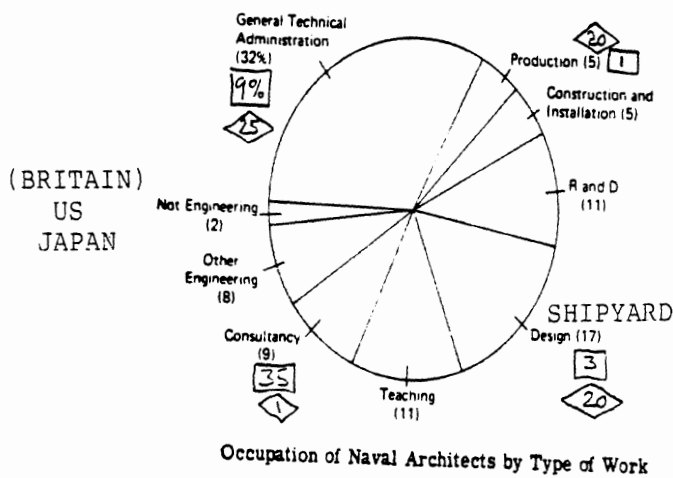 General Technical
Administration
(32%)
9%
25
20
Production (5) 1
Construction and
Installation (5)
R and D
(11)
(BRITAIN)
US
JAPAN
Not Engineering
(2)
Other
Engineering
(8)
Consultancy
(9)
35
1
Teaching
(11)
SHIPYARD
Design (17)
3
20
Occupation of Naval Architects by Type of Work